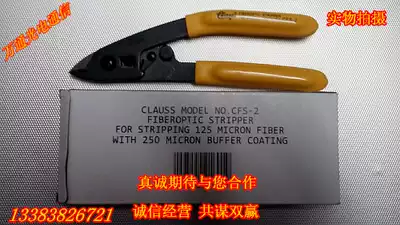 万通光电通信
实物拍摄
CLAUSS MODEL NO.CFS-2
FIBEROPTIC STRIPPER
FOR STRIPPING 125 MICRON FIBER
WITH 250 MICRON BUFFER COATING
真诚期待与您合作
13383826721
诚信经营 共谋双赢